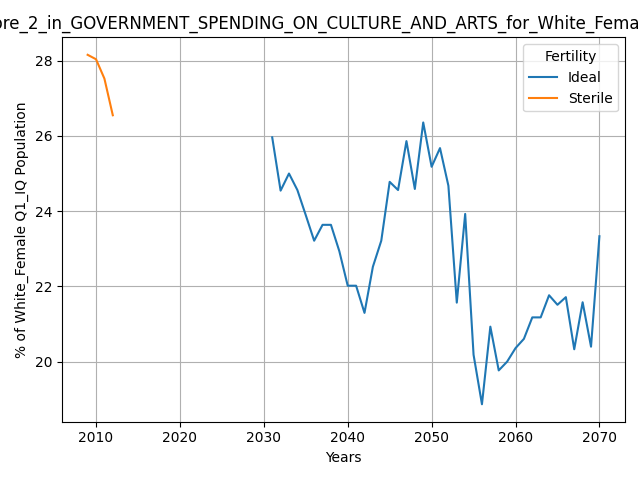 ore_2_in_GOVERNMENT_SPENDING_ON_CULTURE_AND_ARTS_for_White_Fema
Fertility
Ideal
Sterile
% of White_Female Q1_IQ Population
28
26
24
22
20
2010 2020 2030 2040 2050 2060 2070
Years